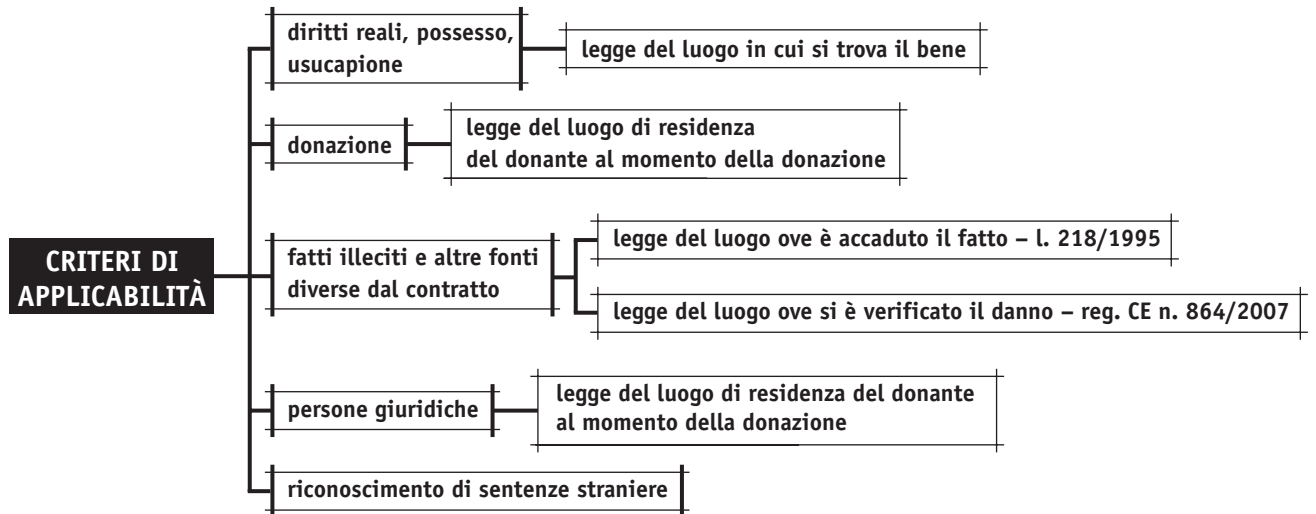 CRITERI DI
APPLICABILITÀ
diritti reali, possesso,
usucapione
legge del luogo in cui si trova il bene
donazione
legge del luogo di residenza
del donante al momento della donazione
fatti illeciti e altre fonti
diverse dal contratto
legge del luogo ove è accaduto il fatto – l. 218/1995
legge del luogo ove si è verificato il danno – reg. CE n. 864/2007
persone giuridiche
legge del luogo di residenza del donante
al momento della donazione
riconoscimento di sentenze straniere